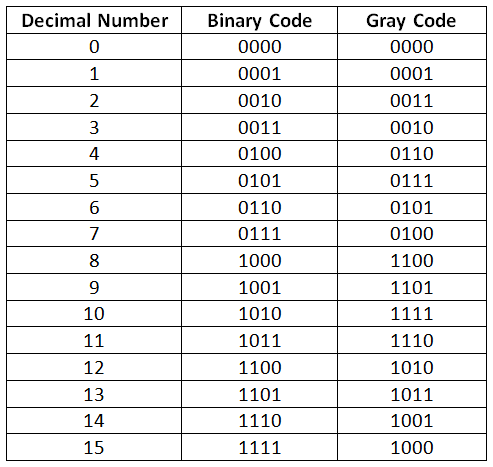 Decimal Number Binary Code Gray Code
0 0000 0000
1 0001 0001
2 0010 0011
3 0011 0010
4 0100 0110
5 0101 0111
6 0110 0101
7 0111 0100
8 1000 1100
9 1001 1101
10 1010 1111
11 1011 1110
12 1100 1010
13 1101 1011
14 1110 1001
15 1111 1000